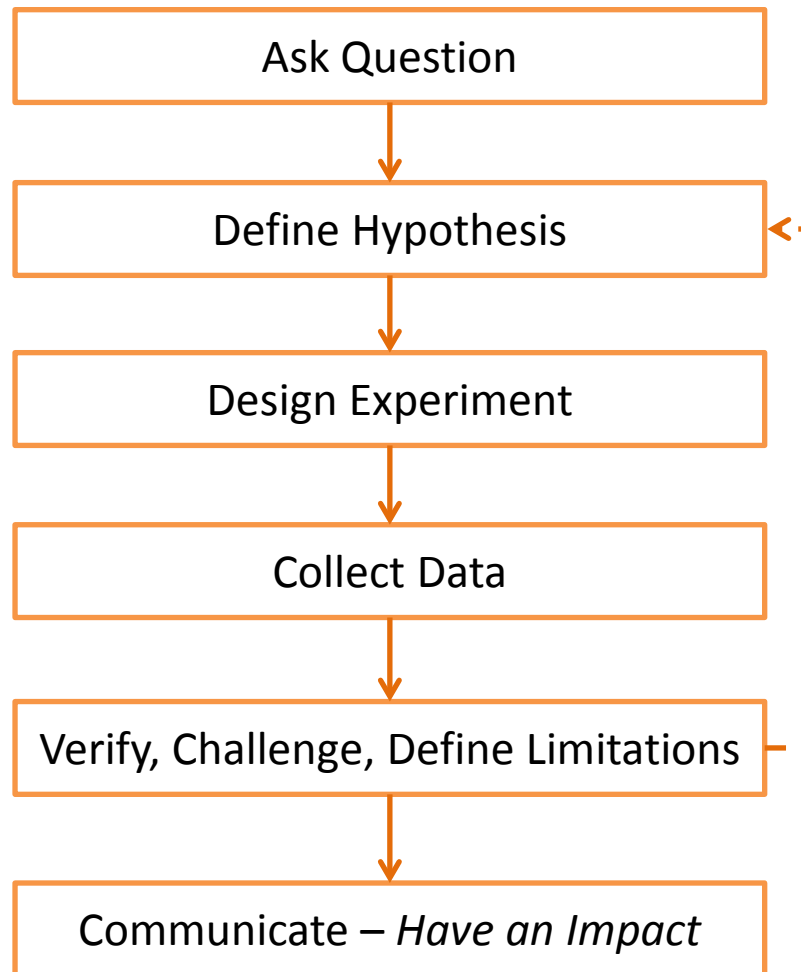 Ask Question
Define Hypothesis
Design Experiment
Collect Data
Verify, Challenge, Define Limitations
Communicate – Have an Impact